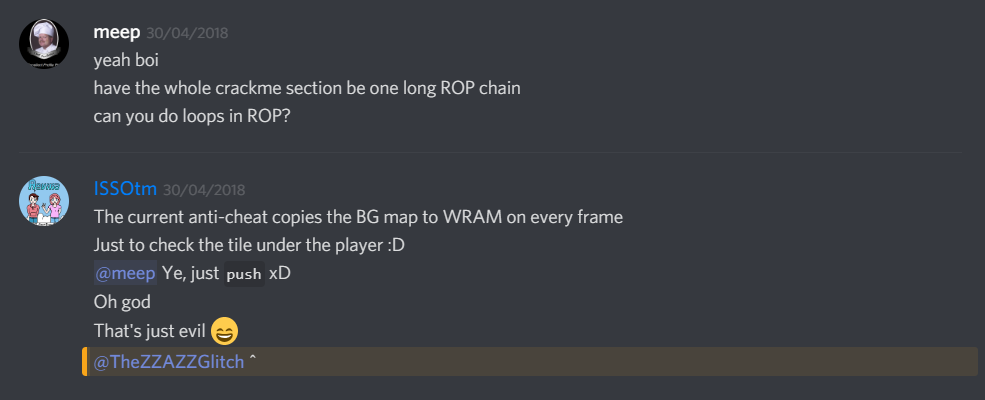 meep 30/04/2018
yeah boi
have the whole crackme section be one long ROP chain
can you do loops in ROP?
ISSOtm 30/04/2018
The current anti-cheat copies the BG map to WRAM on every frame
Just to check the tile under the player :D
@meep Ye, just push xD
Oh god
That's just evil 😄
@TheZZAZZGlitch ^